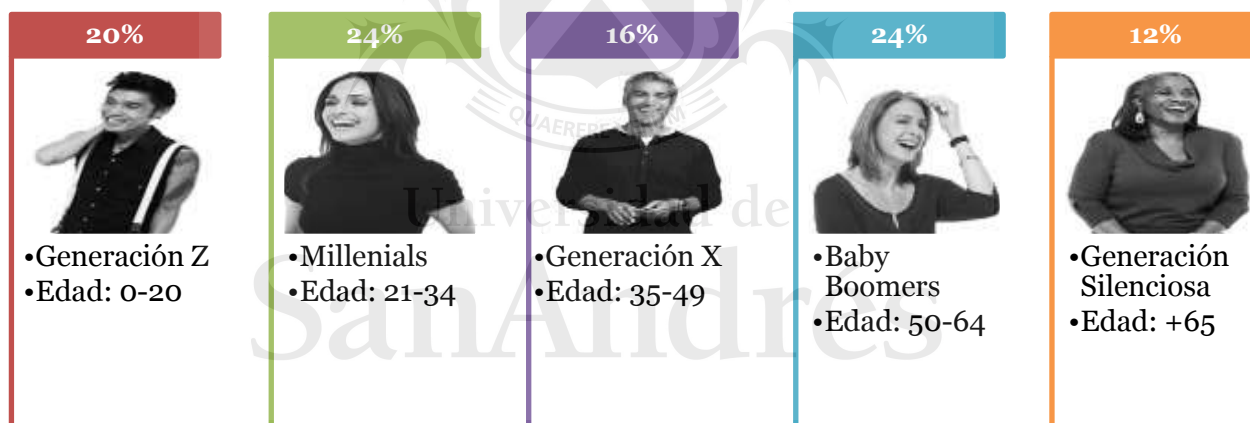 20%
24%
16%
24%
12%
•Generación Z
•Edad: 0-20
•Millenials
•Edad: 21-34
•Generación X
•Edad: 35-49
•Baby
Boomers
•Edad: 50-64
•Generación
Silenciosa
•Edad: +65
QUAERERE
Universidad de
SanAndrés